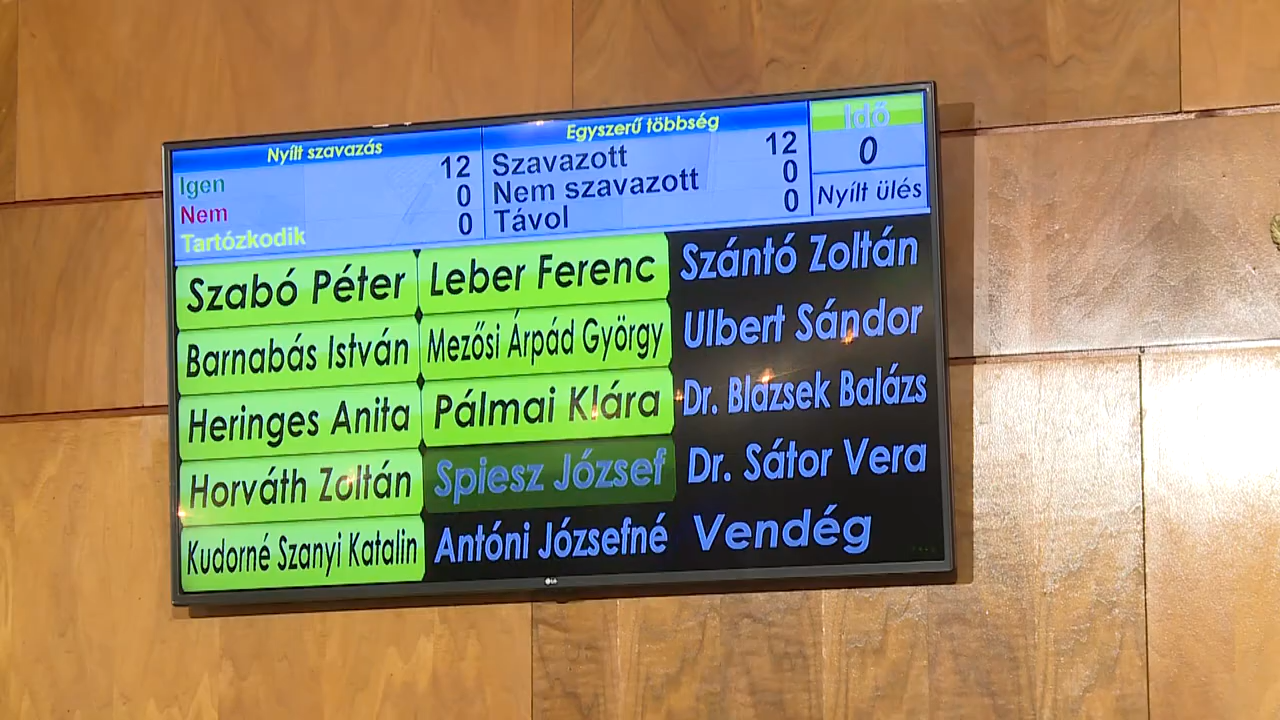 Nyílt szavazás
Igen 12
Nem 0
Tartózkodik 0
Egyszerű többség
Szavazott 12
Nem szavazott 0
Távol 0
Idő
0
Nyílt ülés
Szabó Péter
Barnabás István
Heringes Anita
Horváth Zoltán
Kudorné Szanyi Katalin
Leber Ferenc
Mezősi Árpád György
Pálmai Klára
Spiesz József
Antóni Józsefné
Szántó Zoltán
Ulbert Sándor
Dr. Blazsek Balázs
Dr. Sátor Vera
Vendég
LG